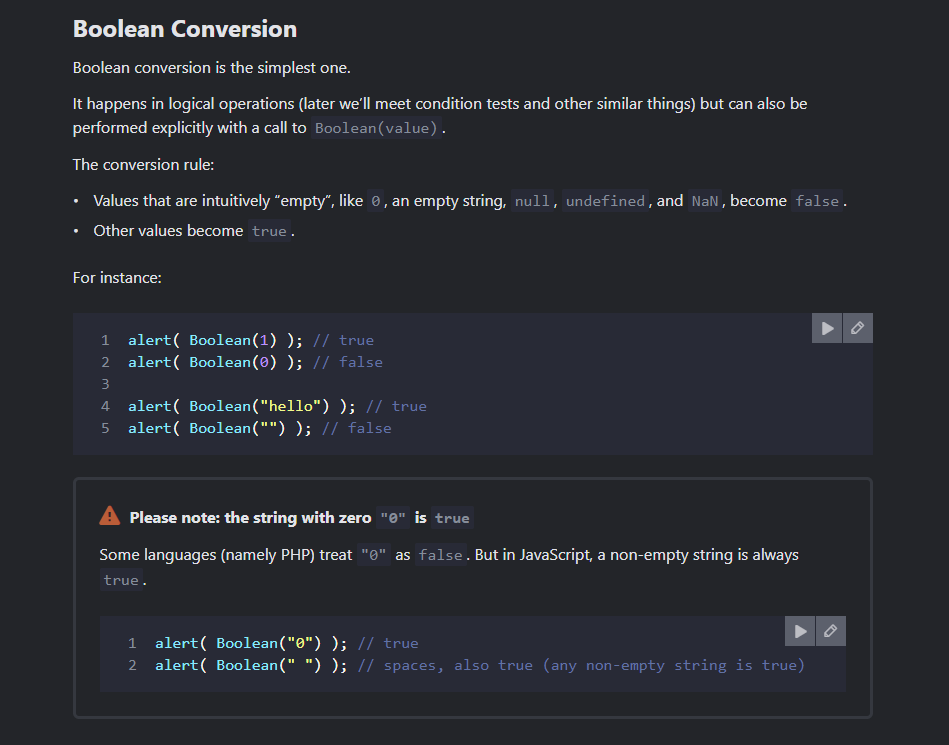 Boolean Conversion
Boolean conversion is the simplest one.
It happens in logical operations (later we’ll meet condition tests and other similar things) but can also be
performed explicitly with a call to Boolean(value).
The conversion rule:
• Values that are intuitively “empty”, like 0, an empty string, null, undefined, and NaN, become false.
• Other values become true.
For instance:
1 alert( Boolean(1) ); // true
2 alert( Boolean(0) ); // false
3
4 alert( Boolean("hello") ); // true
5 alert( Boolean("") ); // false
Please note: the string with zero "0" is true
Some languages (namely PHP) treat "0" as false. But in JavaScript, a non-empty string is always
true.
1 alert( Boolean("0") ); // true
2 alert( Boolean(" ") ); // spaces, also true (any non-empty string is true)